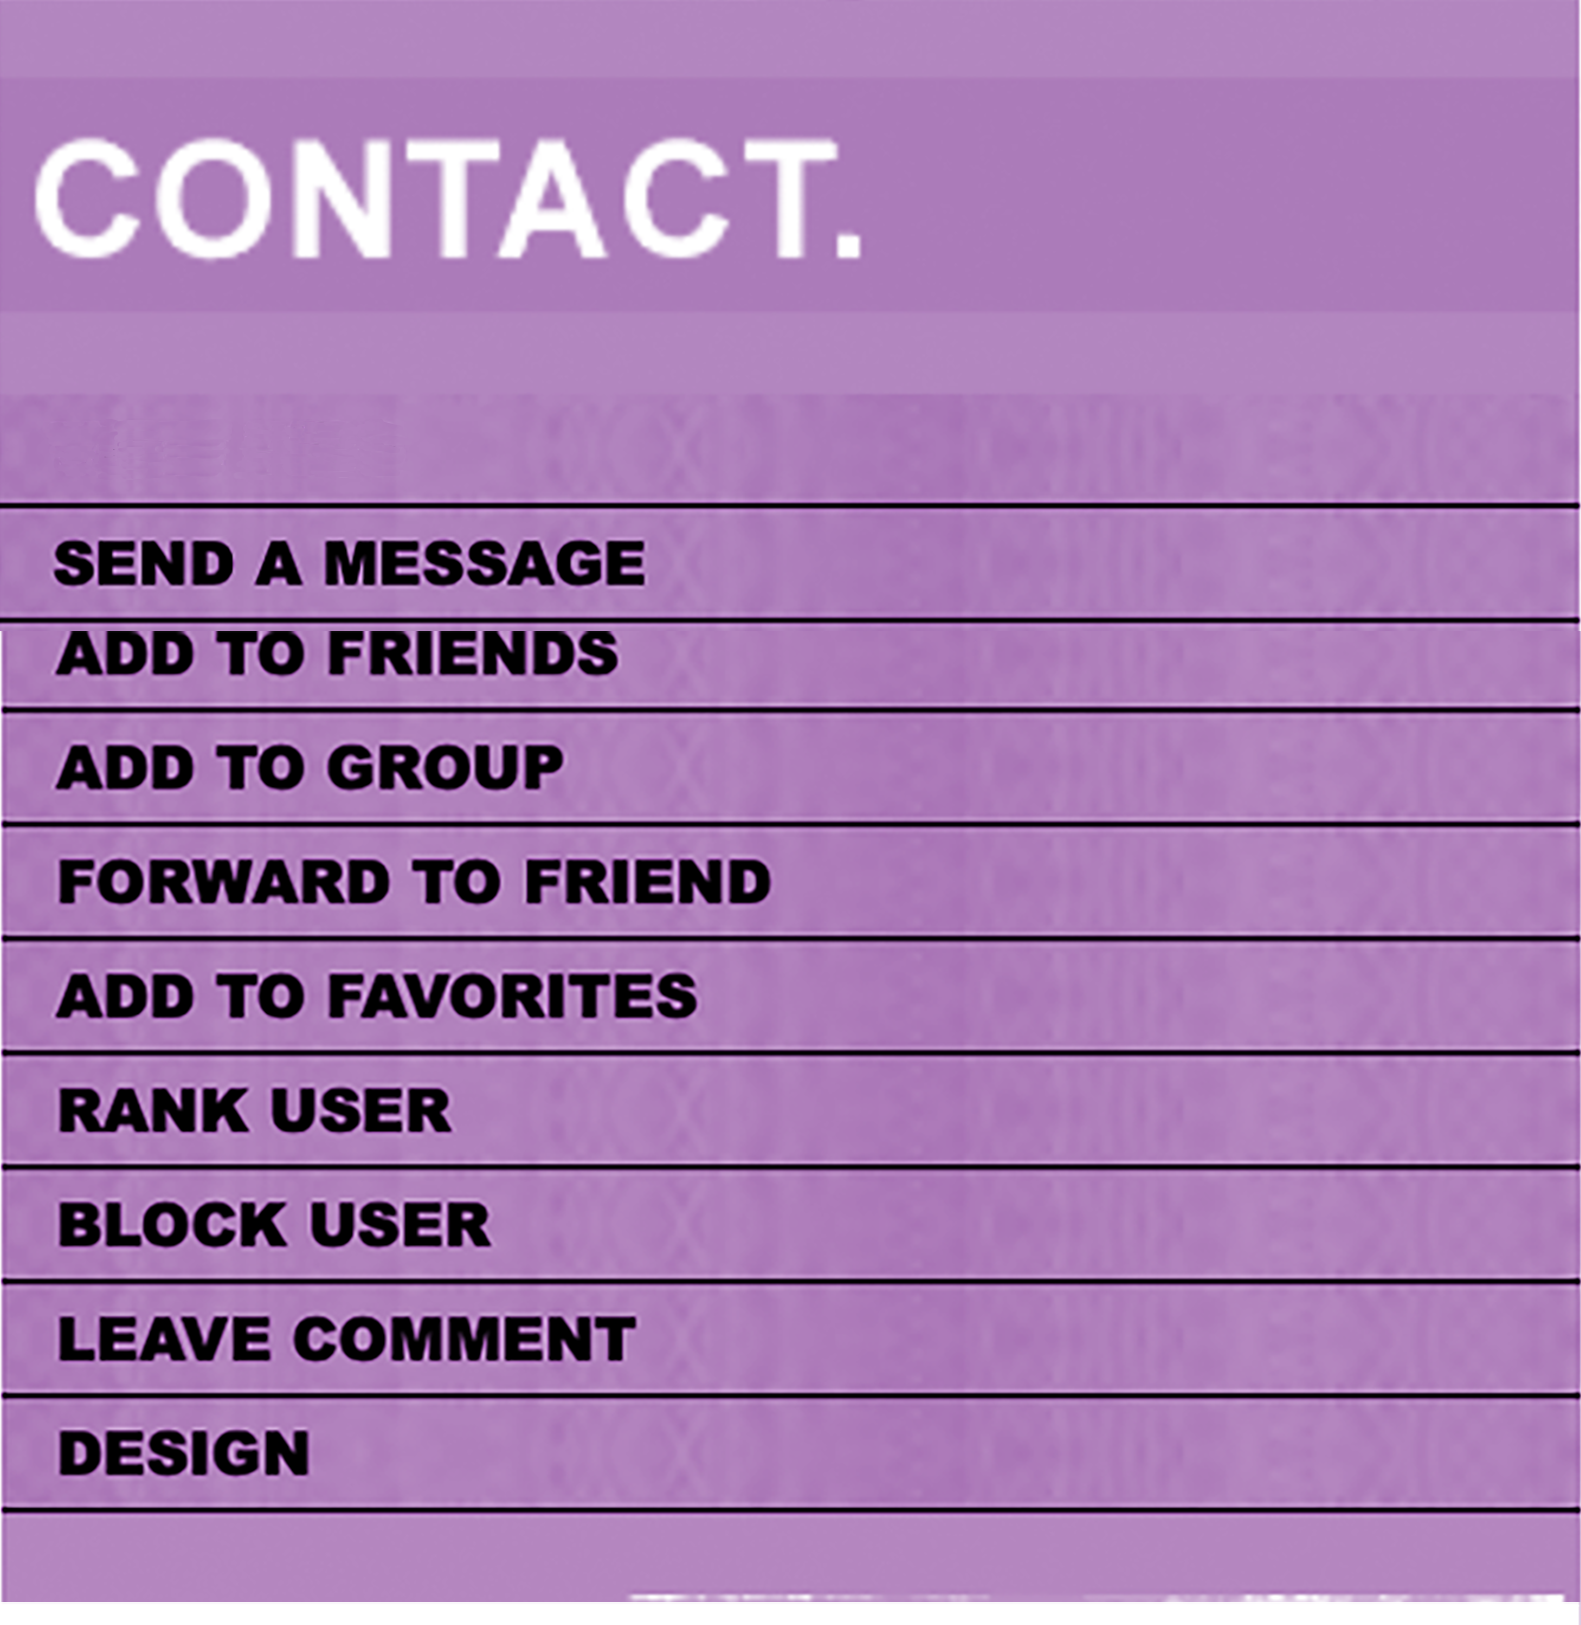 CONTACT.
SEND A MESSAGE
ADD TO FRIENDS
ADD TO GROUP
FORWARD TO FRIEND
ADD TO FAVORITES
RANK USER
BLOCK USER
LEAVE COMMENT
DESIGN